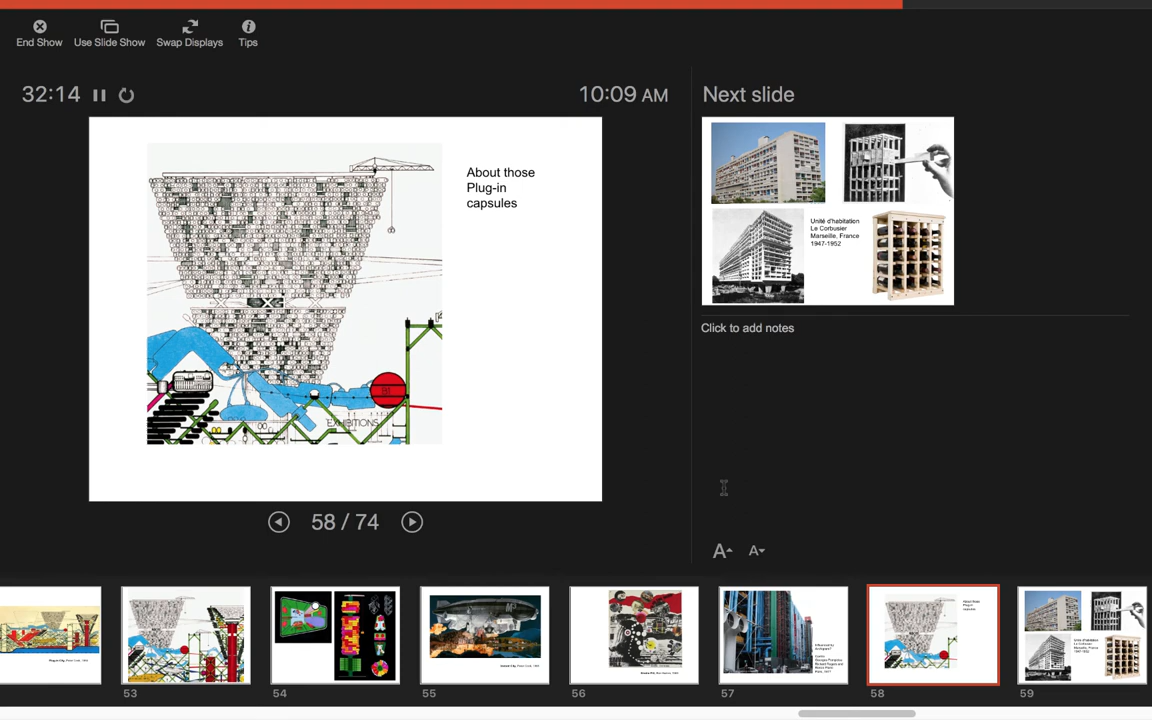 End Show
Use Slide Show
Swap Displays
Tips
32:14
10:09 AM
Next slide
About those
Plug-in
capsules
EXHIBITIONS
Unité d'habitation
Le Corbusier
Marseille, France
1947-1952
Click to add notes
58 / 74
A
A
53
54
55
56
57
58
59